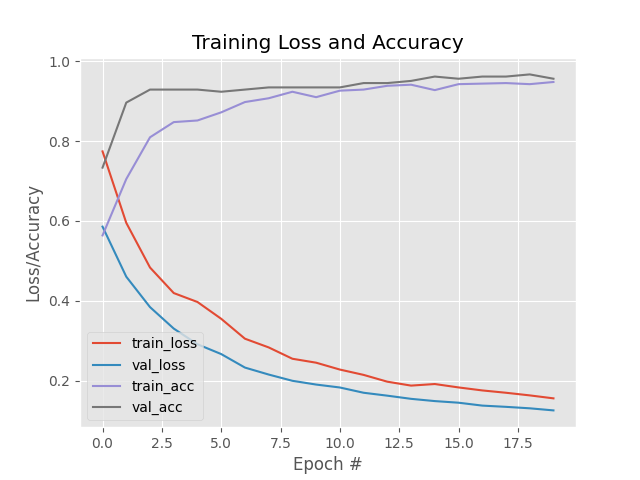 Training Loss and Accuracy
1.0
0.8
0.6
0.4
0.2
Loss/Accuracy
train_loss
val_loss
train_acc
val_acc
0.0 2.5 5.0 7.5 10.0 12.5 15.0 17.5
Epoch #